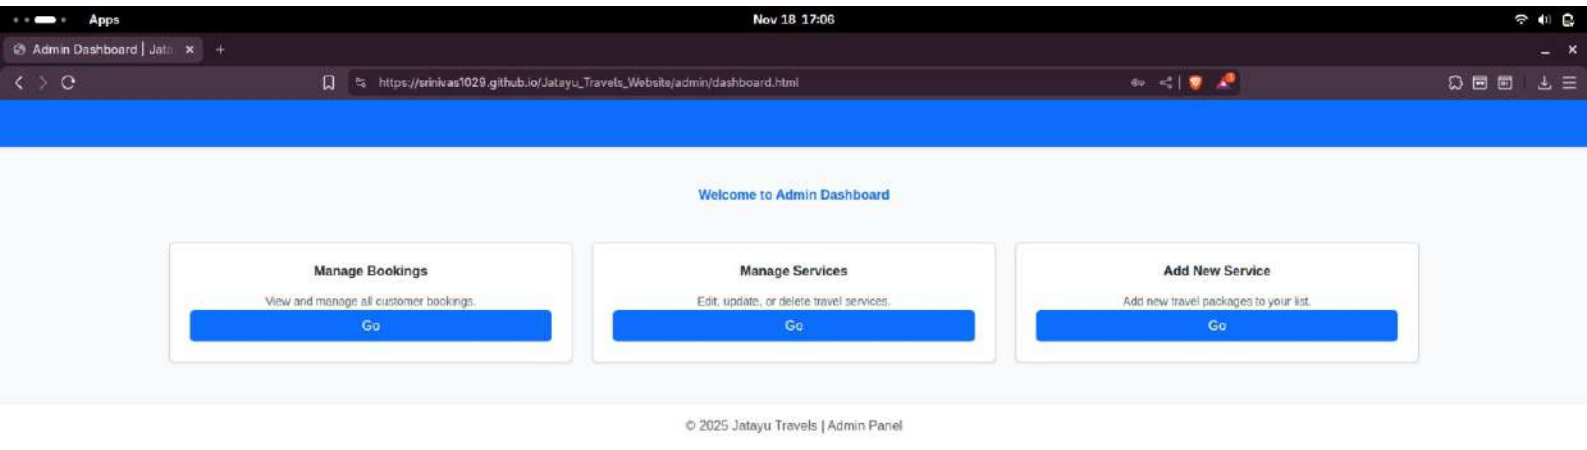 Apps
Nov 18 17:06
Admin Dashboard | Jata
https://srinivas1029.github.io/Jatayu_Travels_Website/admin/dashboard.html
Welcome to Admin Dashboard
Manage Bookings
View and manage all customer bookings.
Go
Manage Services
Edit, update, or delete travel services.
Go
Add New Service
Add new travel packages to your list.
Go
© 2025 Jatayu Travels | Admin Panel